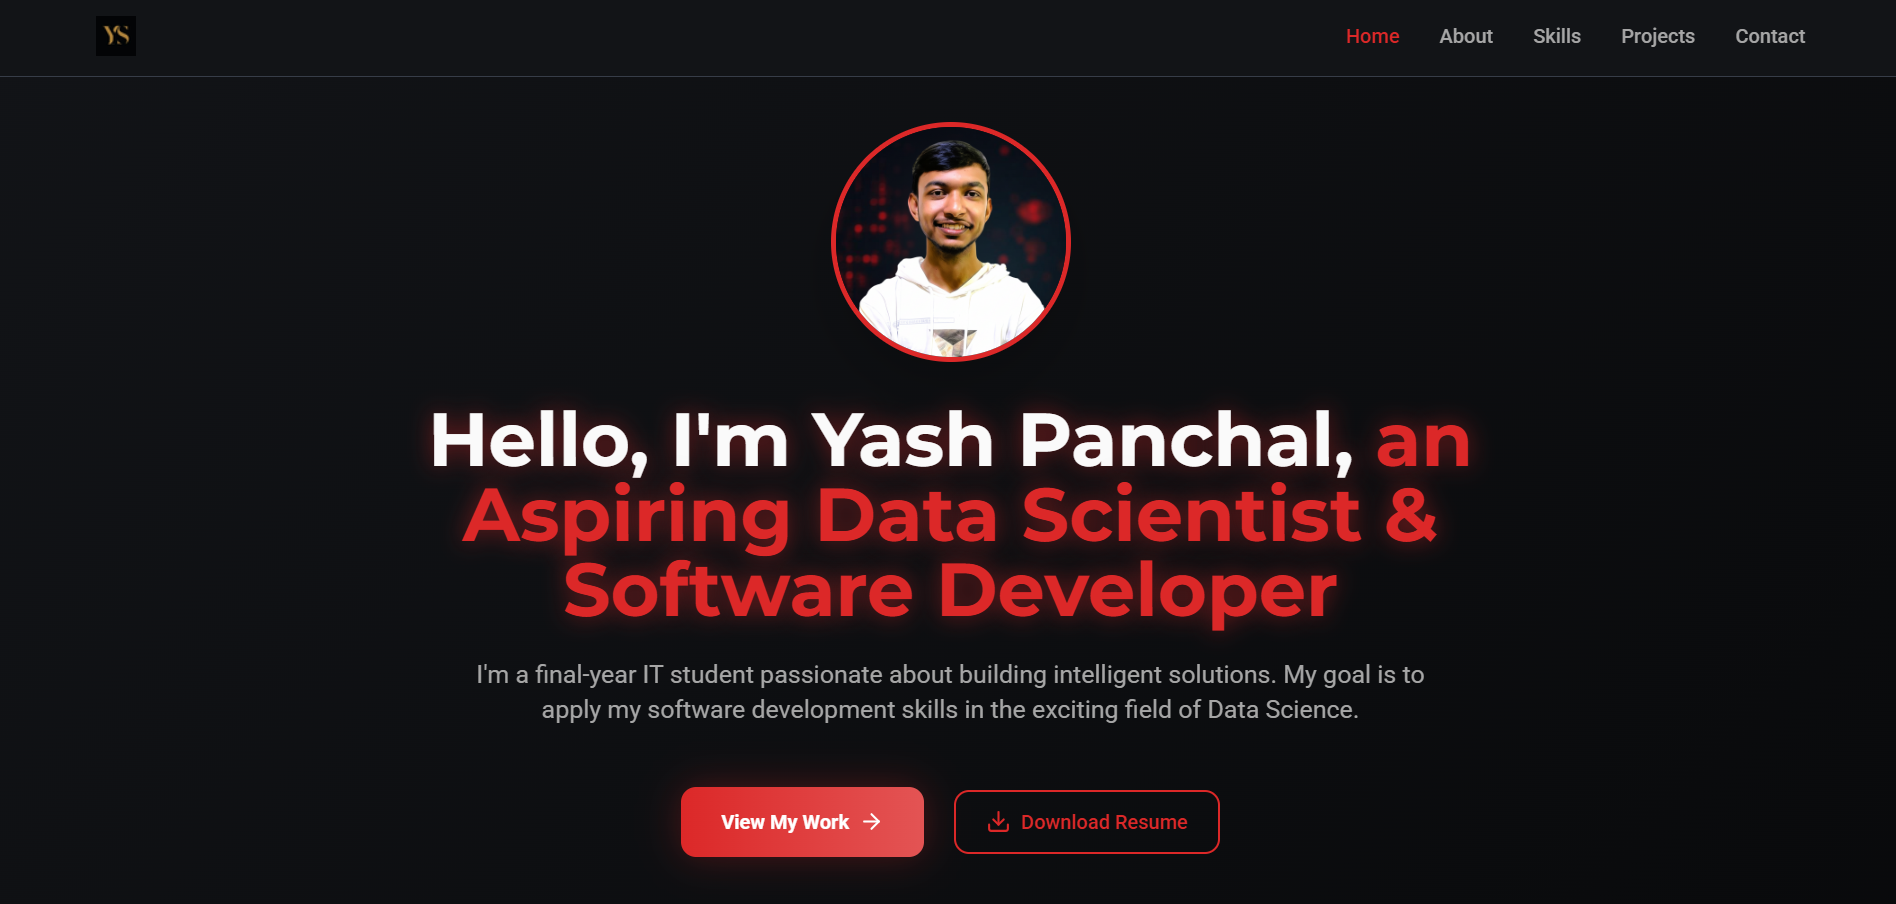 YS
Home About Skills Projects Contact
Hello, I'm Yash Panchal, an
Aspiring Data Scientist &
Software Developer
I'm a final-year IT student passionate about building intelligent solutions. My goal is to
apply my software development skills in the exciting field of Data Science.
View My Work
Download Resume